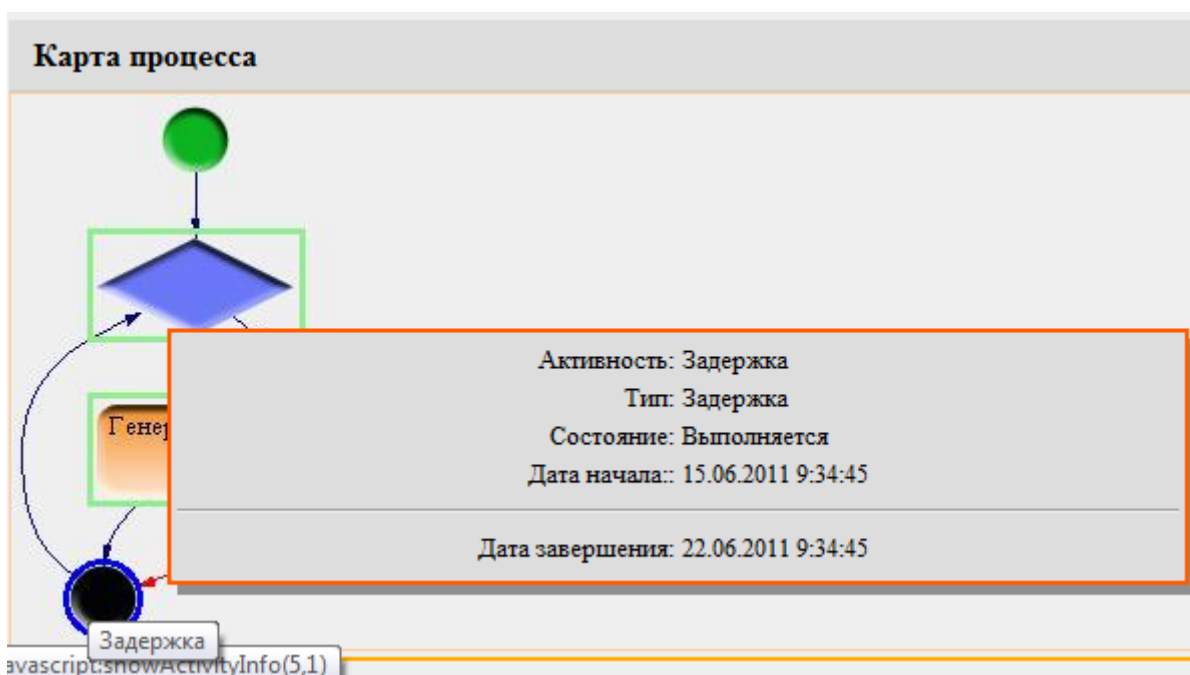 Карта процесса
Активность: Задержка
Тип: Задержка
Состояние: Выполняется
Дата начала:: 15.06.2011 9:34:45
Дата завершения: 22.06.2011 9:34:45
Генер
Задержка
avascript:showActivityInfo(5,1)